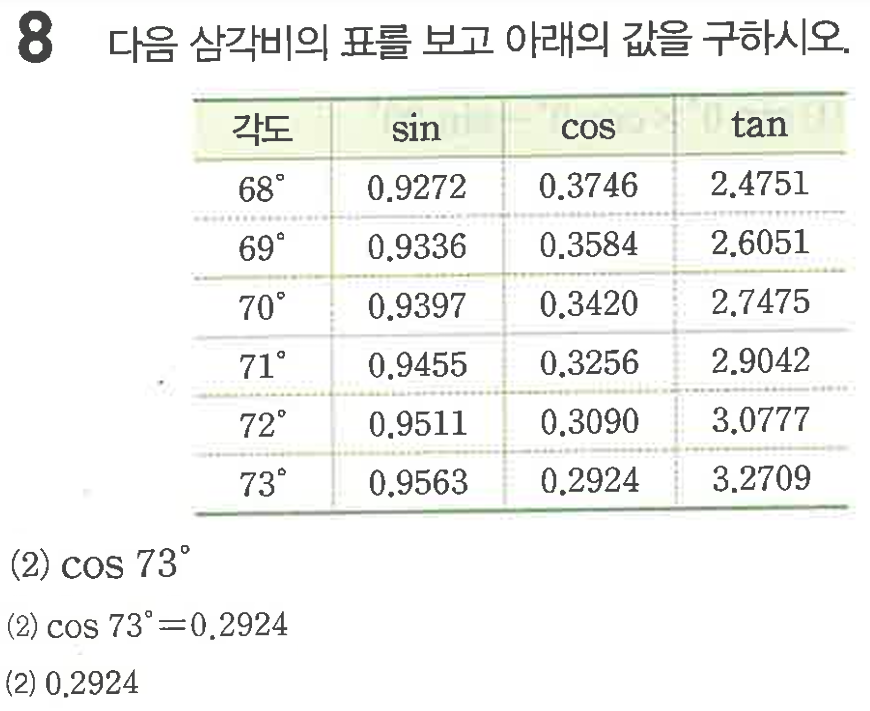 8 다음 삼각비의 표를 보고 아래의 값을 구하시오.
각도 sin cos tan
68° 0.9272 0.3746 2.4751
69° 0.9336 0.3584 2.6051
70° 0.9397 0.3420 2.7475
71° 0.9455 0.3256 2.9042
72° 0.9511 0.3090 3.0777
73° 0.9563 0.2924 3.2709
(2) cos 73°
(2) cos 73°=0.2924
(2) 0.2924